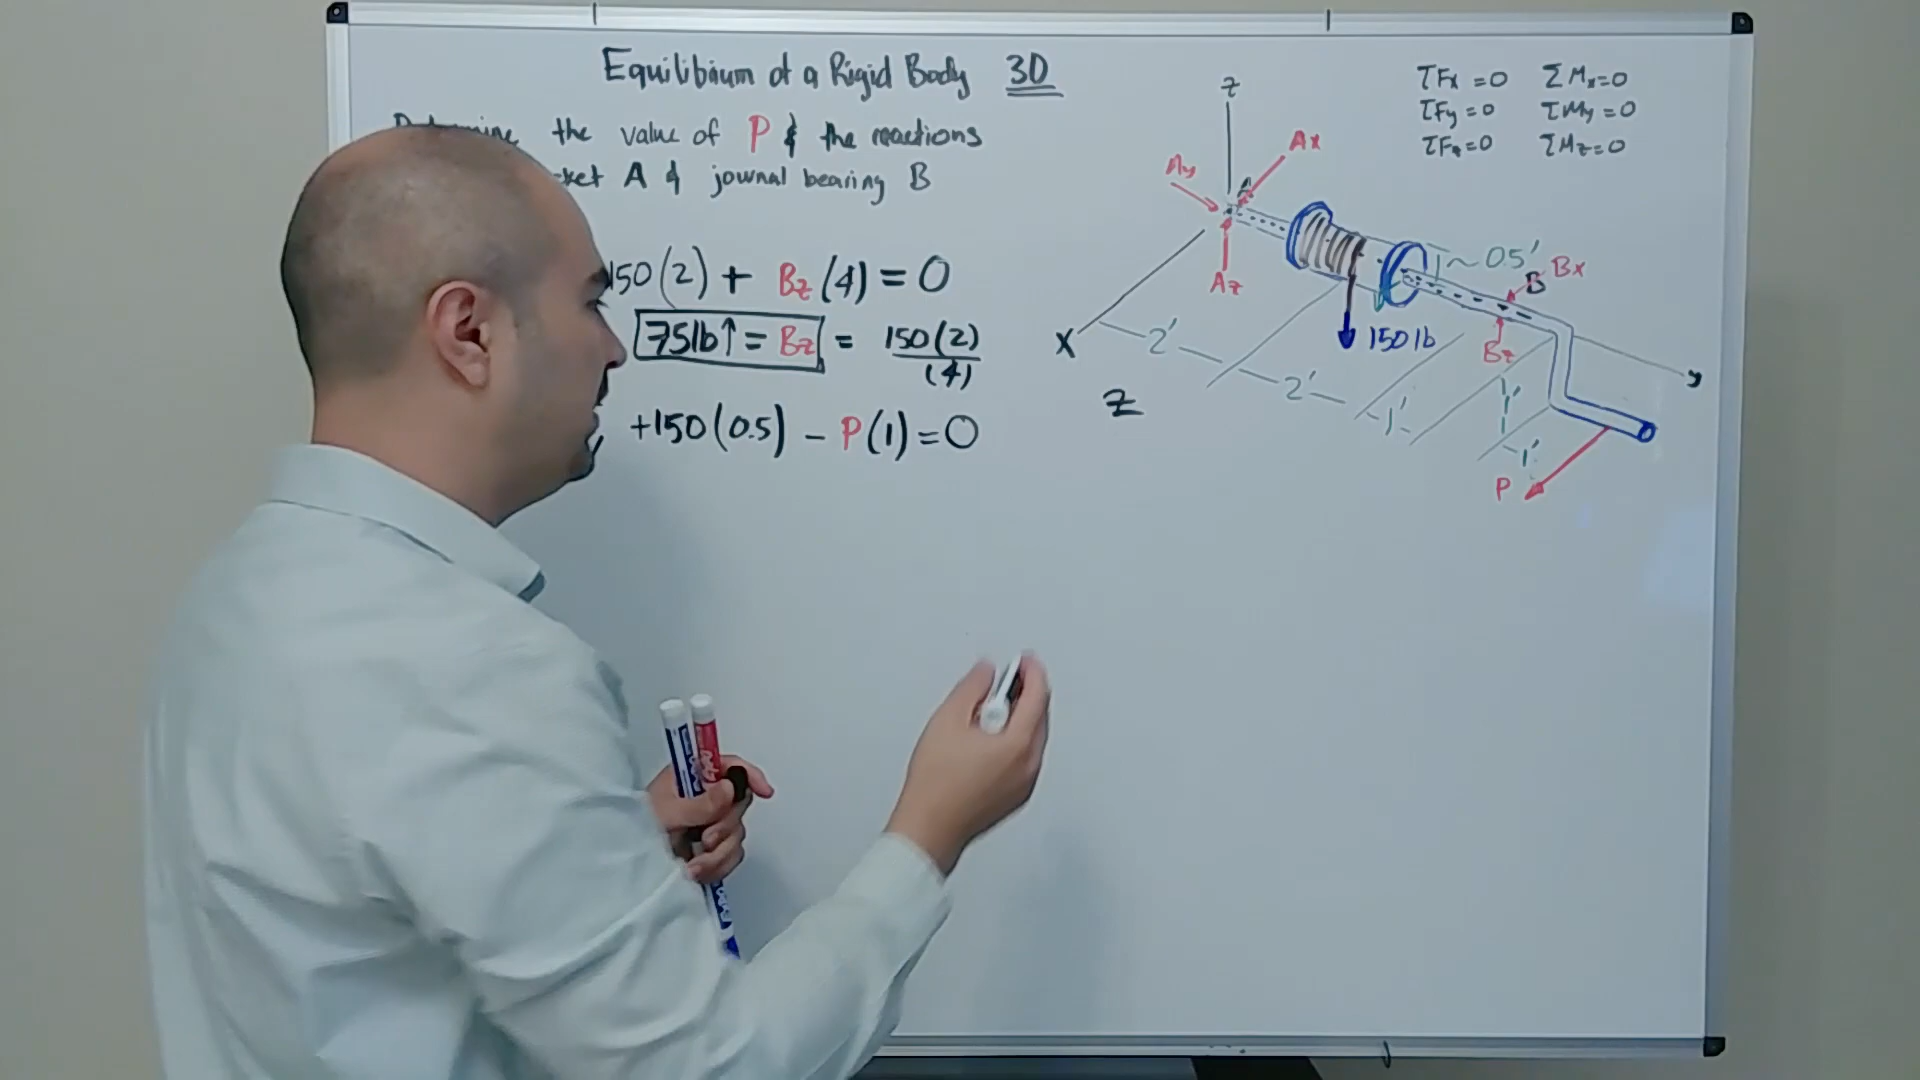 Equilibium of a Rigid Body 3D
the value of P & the reactions
A & journal bearing B
150(2) + Bz(4) = 0
75lb↑ = Bz = 150(2)
(4)
+150(0.5) - P(1) = 0
ΣFx = 0 ΣMx = 0
ΣFy = 0 ΣMy = 0
ΣFz = 0 ΣMz = 0
z
Ax
Ay
A
Az
0.5'
B Bx
150 lb
Bz
x
2'
2'
1'
1'
1'
y
z
P